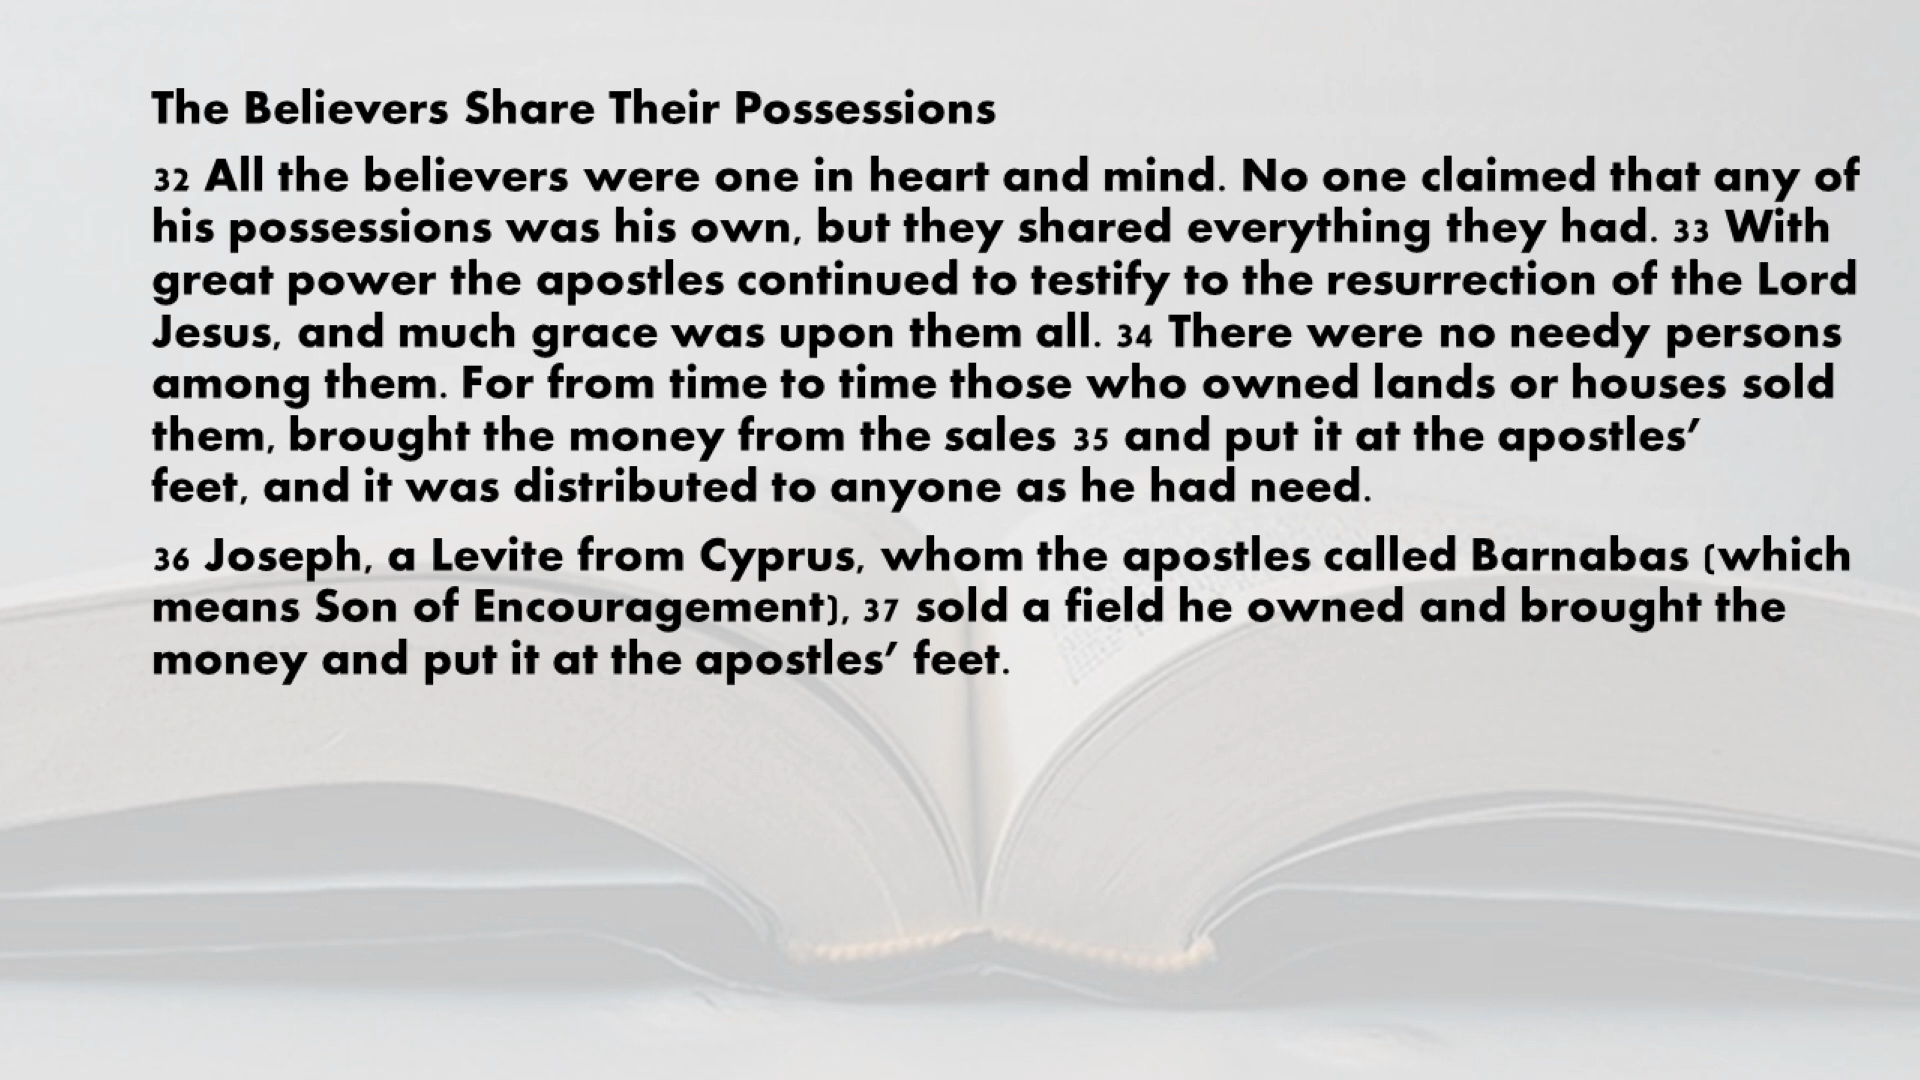 The Believers Share Their Possessions
32 All the believers were one in heart and mind. No one claimed that any of
his possessions was his own, but they shared everything they had. 33 With
great power the apostles continued to testify to the resurrection of the Lord
Jesus, and much grace was upon them all. 34 There were no needy persons
among them. For from time to time those who owned lands or houses sold
them, brought the money from the sales 35 and put it at the apostles’
feet, and it was distributed to anyone as he had need.
36 Joseph, a Levite from Cyprus, whom the apostles called Barnabas (which
means Son of Encouragement), 37 sold a field he owned and brought the
money and put it at the apostles’ feet.